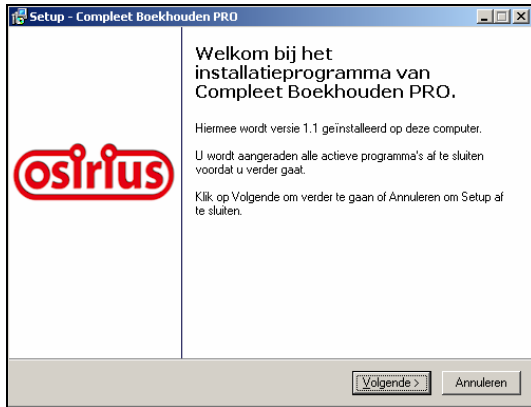 Setup - Compleet Boekhouden PRO
Welkom bij het
installatieprogramma van
Compleet Boekhouden PRO.
Hiermee wordt versie 1.1 geïnstalleerd op deze computer.
U wordt aangeraden alle actieve programma's af te sluiten
voordat u verder gaat.
Klik op Volgende om verder te gaan of Annuleren om Setup af
te sluiten.
osirius
Volgende >
Annuleren